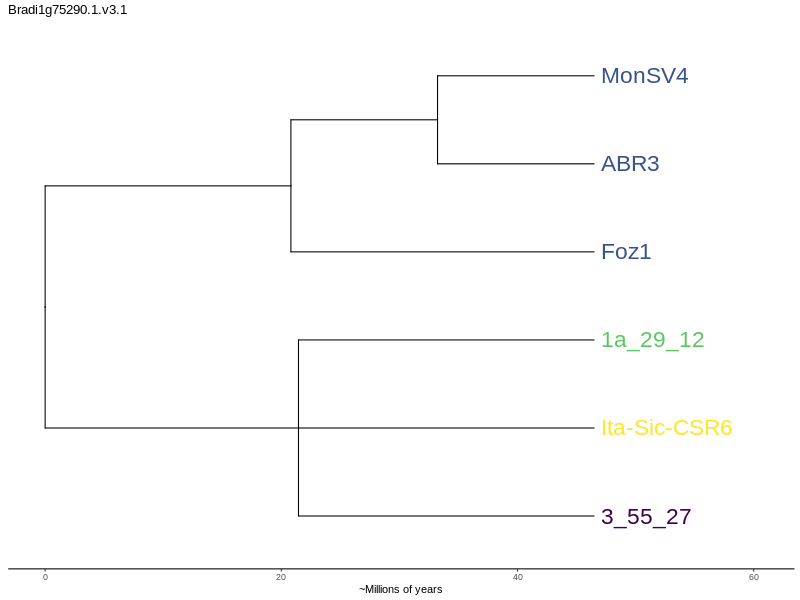 Bradi1g75290.1.v3.1
MonSV4
ABR3
Foz1
1a_29_12
Ita-Sic-CSR6
3_55_27
0 20 40 60
~Millions of years